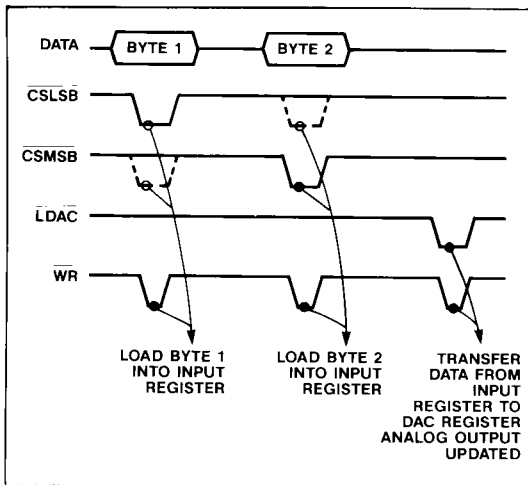 DATA
BYTE 1
BYTE 2
CSLSB
CSMSB
LDAC
WR
LOAD BYTE 1
INTO INPUT
REGISTER
LOAD BYTE 2
INTO INPUT
REGISTER
TRANSFER
DATA FROM
INPUT
REGISTER TO
DAC REGISTER
ANALOG OUTPUT
UPDATED